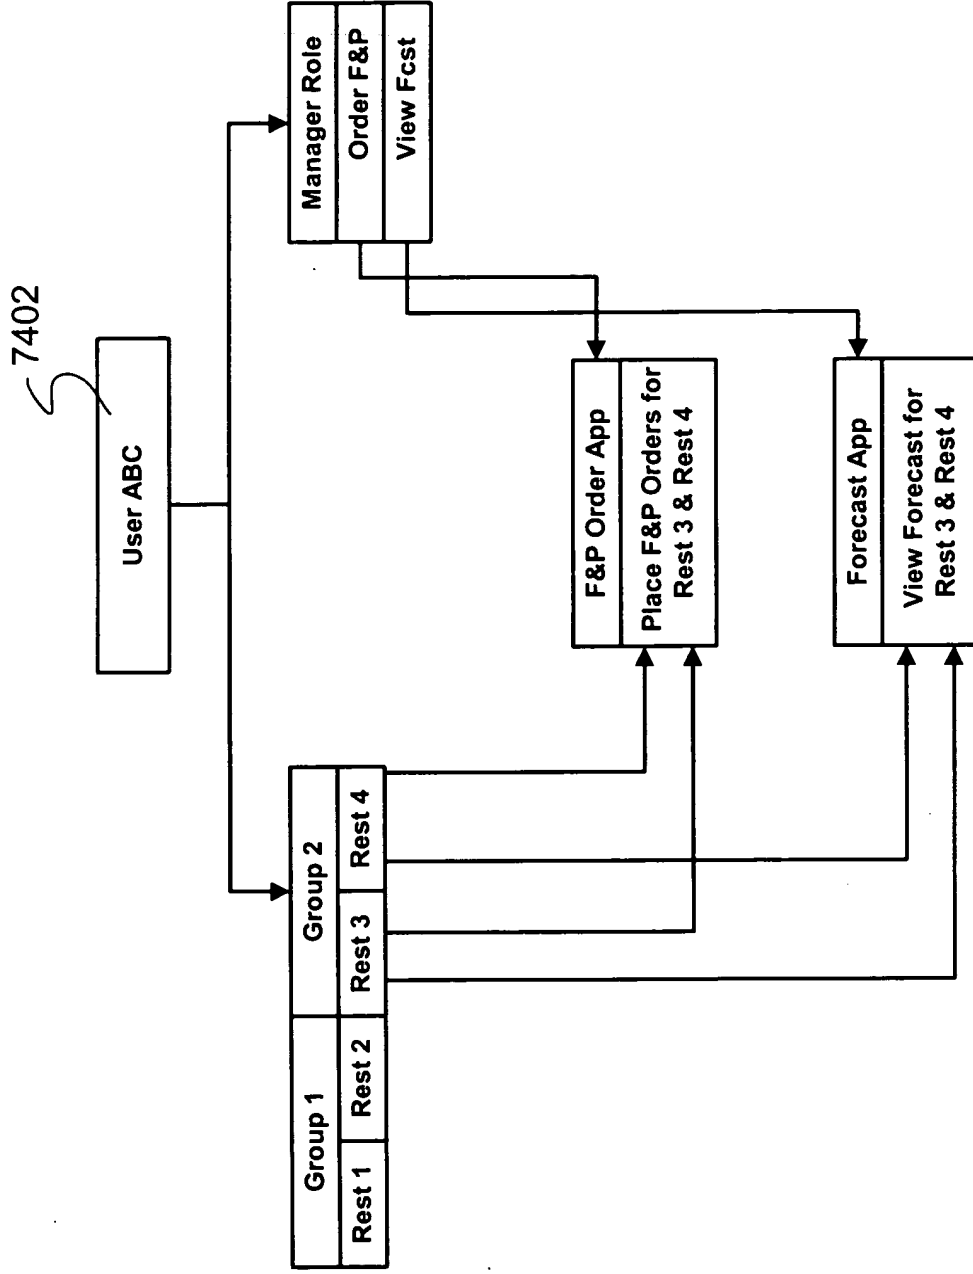 7402
User ABC
Group 1
Group 2
Rest 1
Rest 2
Rest 3
Rest 4
Manager Role
Order F&P
View Fcst
F&P Order App
Place F&P Orders for
Rest 3 & Rest 4
Forecast App
View Forecast for
Rest 3 & Rest 4